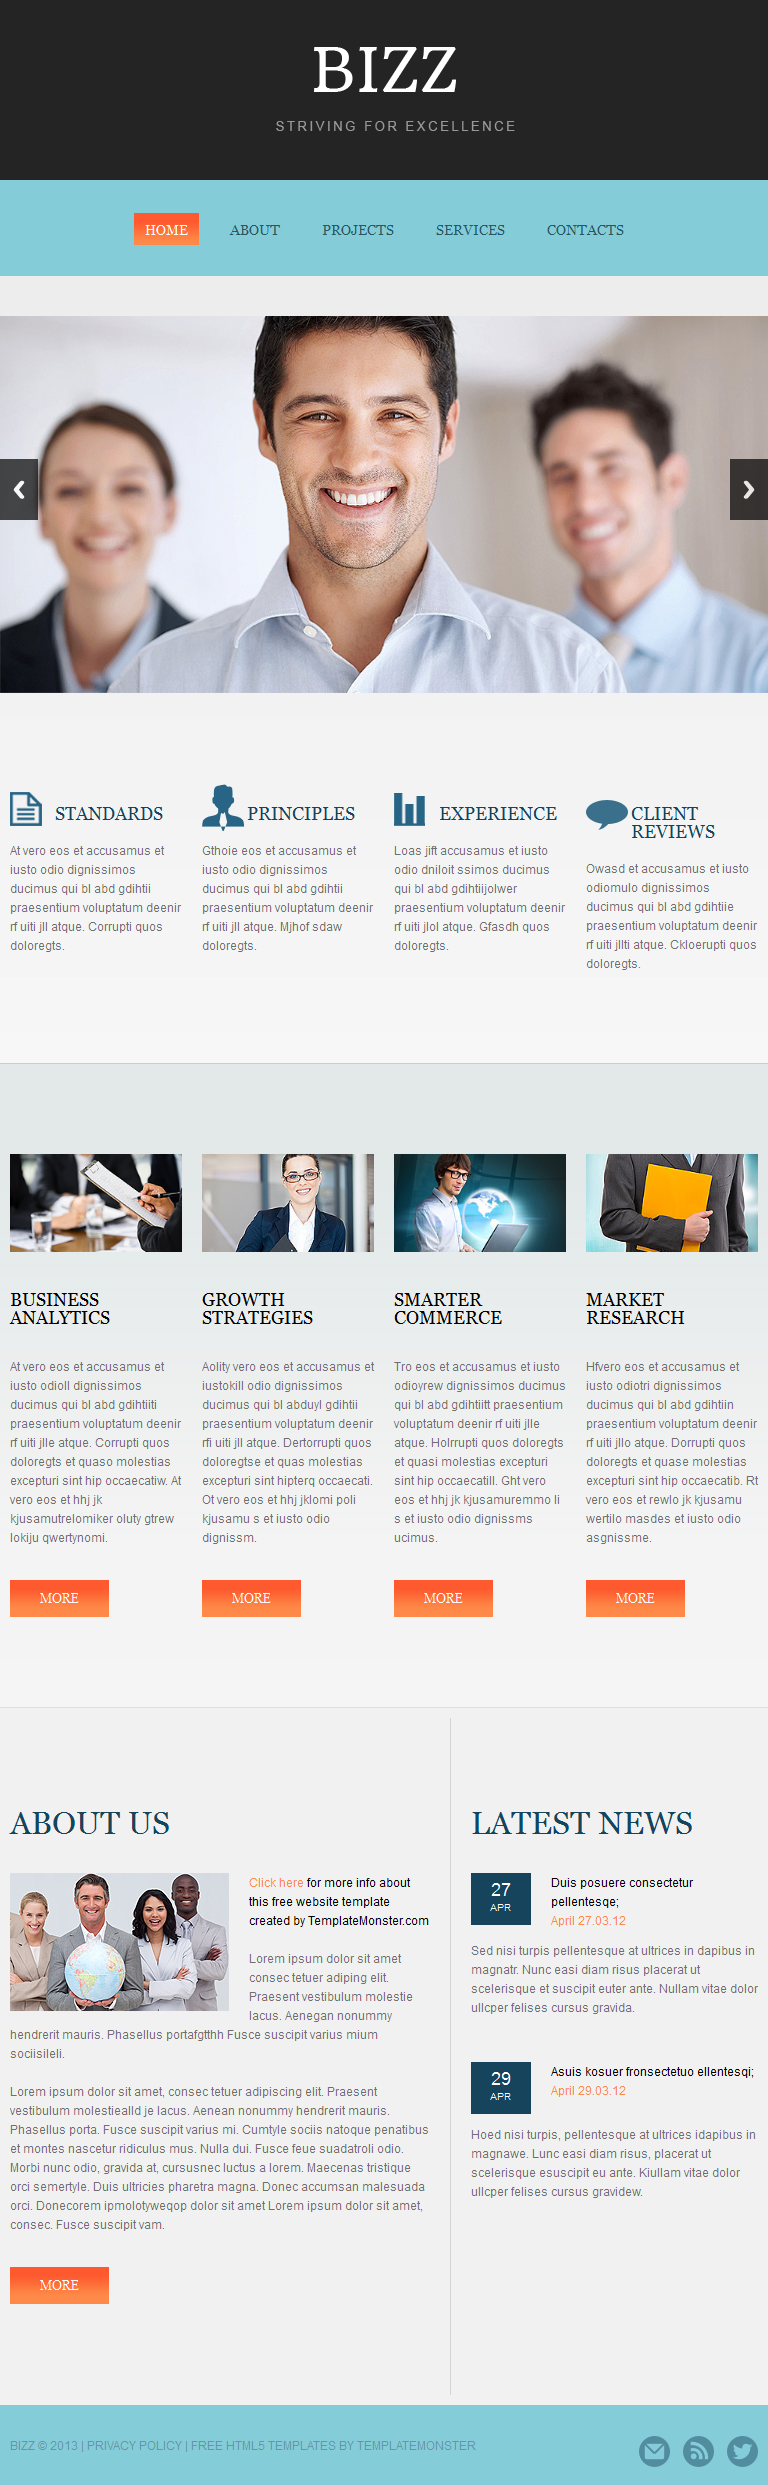 BIZZ
STRIVING FOR EXCELLENCE
HOME ABOUT PROJECTS SERVICES CONTACTS
STANDARDS
At vero eos et accusamus et
iusto odio dignissimos
ducimus qui bl abd gdihtii
praesentium voluptatum deenir
rf uiti jll atque. Corrupti quos
doloregts.
PRINCIPLES
Gthoie eos et accusamus et
iusto odio dignissimos
ducimus qui bl abd gdihtii
praesentium voluptatum deenir
rf uiti jll atque. Mjhof sdaw
doloregts.
EXPERIENCE
Loas jift accusamus et iusto
odio dniloit ssimos ducimus
qui bl abd gdihtiijolwer
praesentium voluptatum deenir
rf uiti jlol atque. Gfasdh quos
doloregts.
CLIENT
REVIEWS
Owasd et accusamus et iusto
odiomulo dignissimos
ducimus qui bl abd gdihtiie
praesentium voluptatum deenir
rf uiti jllti atque. Ckloerupti quos
doloregts.
BUSINESS
ANALYTICS
At vero eos et accusamus et
iusto odioll dignissimos
ducimus qui bl abd gdihtiiti
praesentium voluptatum deenir
rf uiti jlle atque. Corrupti quos
doloregts et quaso molestias
excepturi sint hip occaecatiw. At
vero eos et hhj jk
kjusamutrelomiker oluty gtrew
lokiju qwertynomi.
MORE
GROWTH
STRATEGIES
Aolity vero eos et accusamus et
iustokill odio dignissimos
ducimus qui bl abduyl gdihtii
praesentium voluptatum deenir
rfi uiti jll atque. Dertorrupti quos
doloregtse et quas molestias
excepturi sint hipterq occaecati.
Ot vero eos et hhj jklomi poli
kjusamu s et iusto odio
dignissm.
MORE
SMARTER
COMMERCE
Tro eos et accusamus et iusto
odioyrew dignissimos ducimus
qui bl abd gdihtiitt praesentium
voluptatum deenir rf uiti jlle
atque. Holrrupti quos doloregts
et quasi molestias excepturi
sint hip occaecatill. Ght vero
eos et hhj jk kjusamuremmo li
s et iusto odio dignissms
ucimus.
MORE
MARKET
RESEARCH
Hfvero eos et accusamus et
iusto odiotri dignissimos
ducimus qui bl abd gdihtiin
praesentium voluptatum deenir
rf uiti jllo atque. Dorrupti quos
doloregts et quase molestias
excepturi sint hip occaecatib. Rt
vero eos et rewlo jk kjusamu
wertilo masdes et iusto odio
asgnissme.
MORE
ABOUT US
Click here for more info about
this free website template
created by TemplateMonster.com
Lorem ipsum dolor sit amet
consec tetuer adiping elit.
Praesent vestibulum molestie
lacus. Aenegan nonummy
hendrerit mauris. Phasellus portafgtthh Fusce suscipit varius mium
sociisileli.
Lorem ipsum dolor sit amet, consec tetuer adipiscing elit. Praesent
vestibulum molestiealld je lacus. Aenean nonummy hendrerit mauris.
Phasellus porta. Fusce suscipit varius mi. Cumtyle sociis natoque penatibus
et montes nascetur ridiculus mus. Nulla dui. Fusce feue suadatroli odio.
Morbi nunc odio, gravida at, cursusnec luctus a lorem. Maecenas tristique
orci semertyle. Duis ultricies pharetra magna. Donec accumsan malesuada
orci. Donecorem ipmolotyweqop dolor sit amet Lorem ipsum dolor sit amet,
consec. Fusce suscipit vam.
MORE
LATEST NEWS
27
APR
Duis posuere consectetur
pellentesqe;
April 27.03.12
Sed nisi turpis pellentesque at ultrices in dapibus in
magnatr. Nunc easi diam risus placerat ut
scelerisque et suscipit euter ante. Nullam vitae dolor
ullcper felises cursus gravida.
29
APR
Asuis kosuer fronsectetuo ellentesqi;
April 29.03.12
Hoed nisi turpis, pellentesque at ultrices idapibus in
magnawe. Lunc easi diam risus, placerat ut
scelerisque esuscipit eu ante. Kiullam vitae dolor
ullcper felises cursus gravidew.
BIZZ © 2013 | PRIVACY POLICY | FREE HTML5 TEMPLATES BY TEMPLATEMONSTER